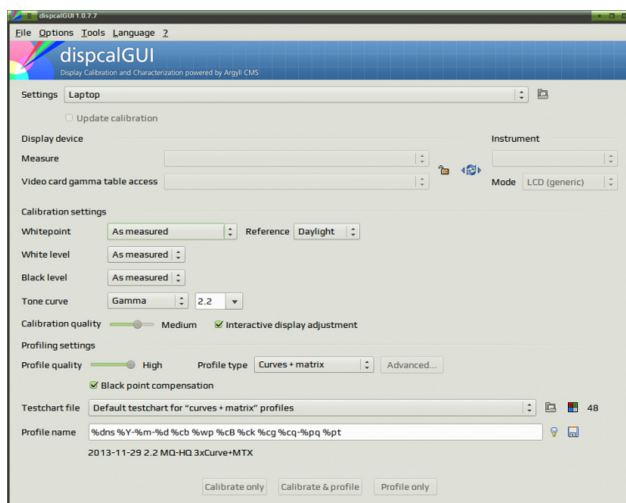 dispcalGUI 1.0.7.7
File Options Tools Language ?
dispcalGUI
Display Calibration and Characterization powered by Argyll CMS
Settings Laptop
Update calibration
Display device Instrument
Measure
Video card gamma table access Mode LCD (generic)
Calibration settings
Whitepoint As measured Reference Daylight
White level As measured
Black level As measured
Tone curve Gamma 2.2
Calibration quality Medium Interactive display adjustment
Profiling settings
Profile quality High Profile type Curves + matrix Advanced...
Black point compensation
Testchart file Default testchart for "curves + matrix" profiles 48
Profile name %dns %Y-%m-%d %cb %wp %cB %ck %cg %cq-%pq %pt
2013-11-29 2.2 MQ-HQ 3xCurve+MTX
Calibrate only Calibrate & profile Profile only